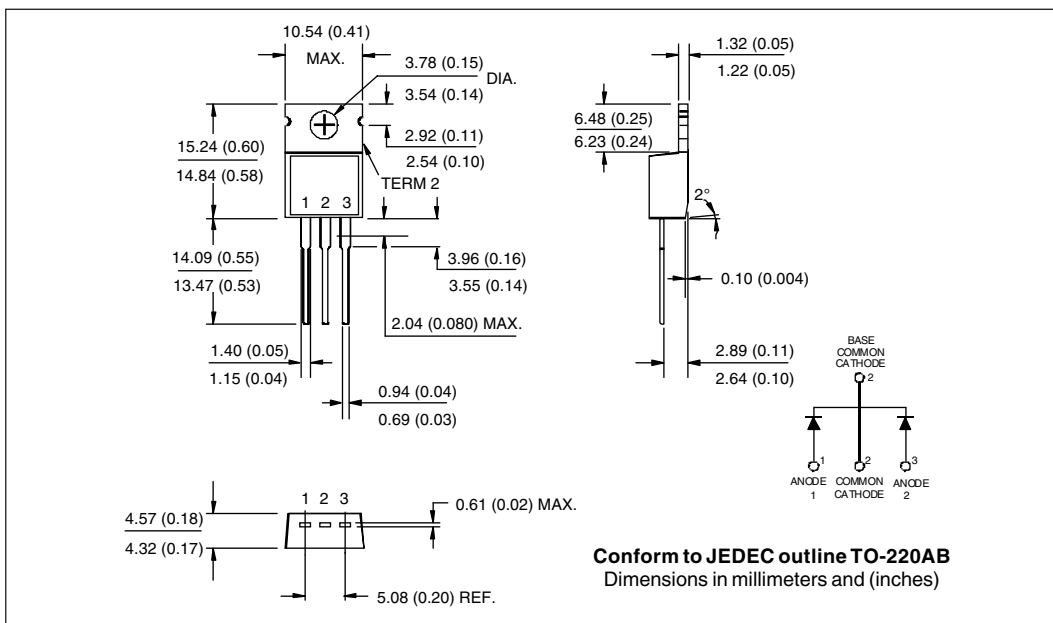 10.54 (0.41)
MAX.
3.78 (0.15)
3.54 (0.14)
DIA.
2.92 (0.11)
2.54 (0.10)
TERM 2
15.24 (0.60)
14.84 (0.58)
1 2 3
14.09 (0.55)
13.47 (0.53)
3.96 (0.16)
3.55 (0.14)
2.04 (0.080) MAX.
1.40 (0.05)
1.15 (0.04)
0.94 (0.04)
0.69 (0.03)
1 2 3
4.57 (0.18)
4.32 (0.17)
0.61 (0.02) MAX.
5.08 (0.20) REF.
1.32 (0.05)
1.22 (0.05)
6.48 (0.25)
6.23 (0.24)
2°
0.10 (0.004)
2.89 (0.11)
2.64 (0.10)
BASE
COMMON
CATHODE
2
1 2 3
ANODE COMMON ANODE
1 CATHODE 2
Conform to JEDEC outline TO-220AB
Dimensions in millimeters and (inches)